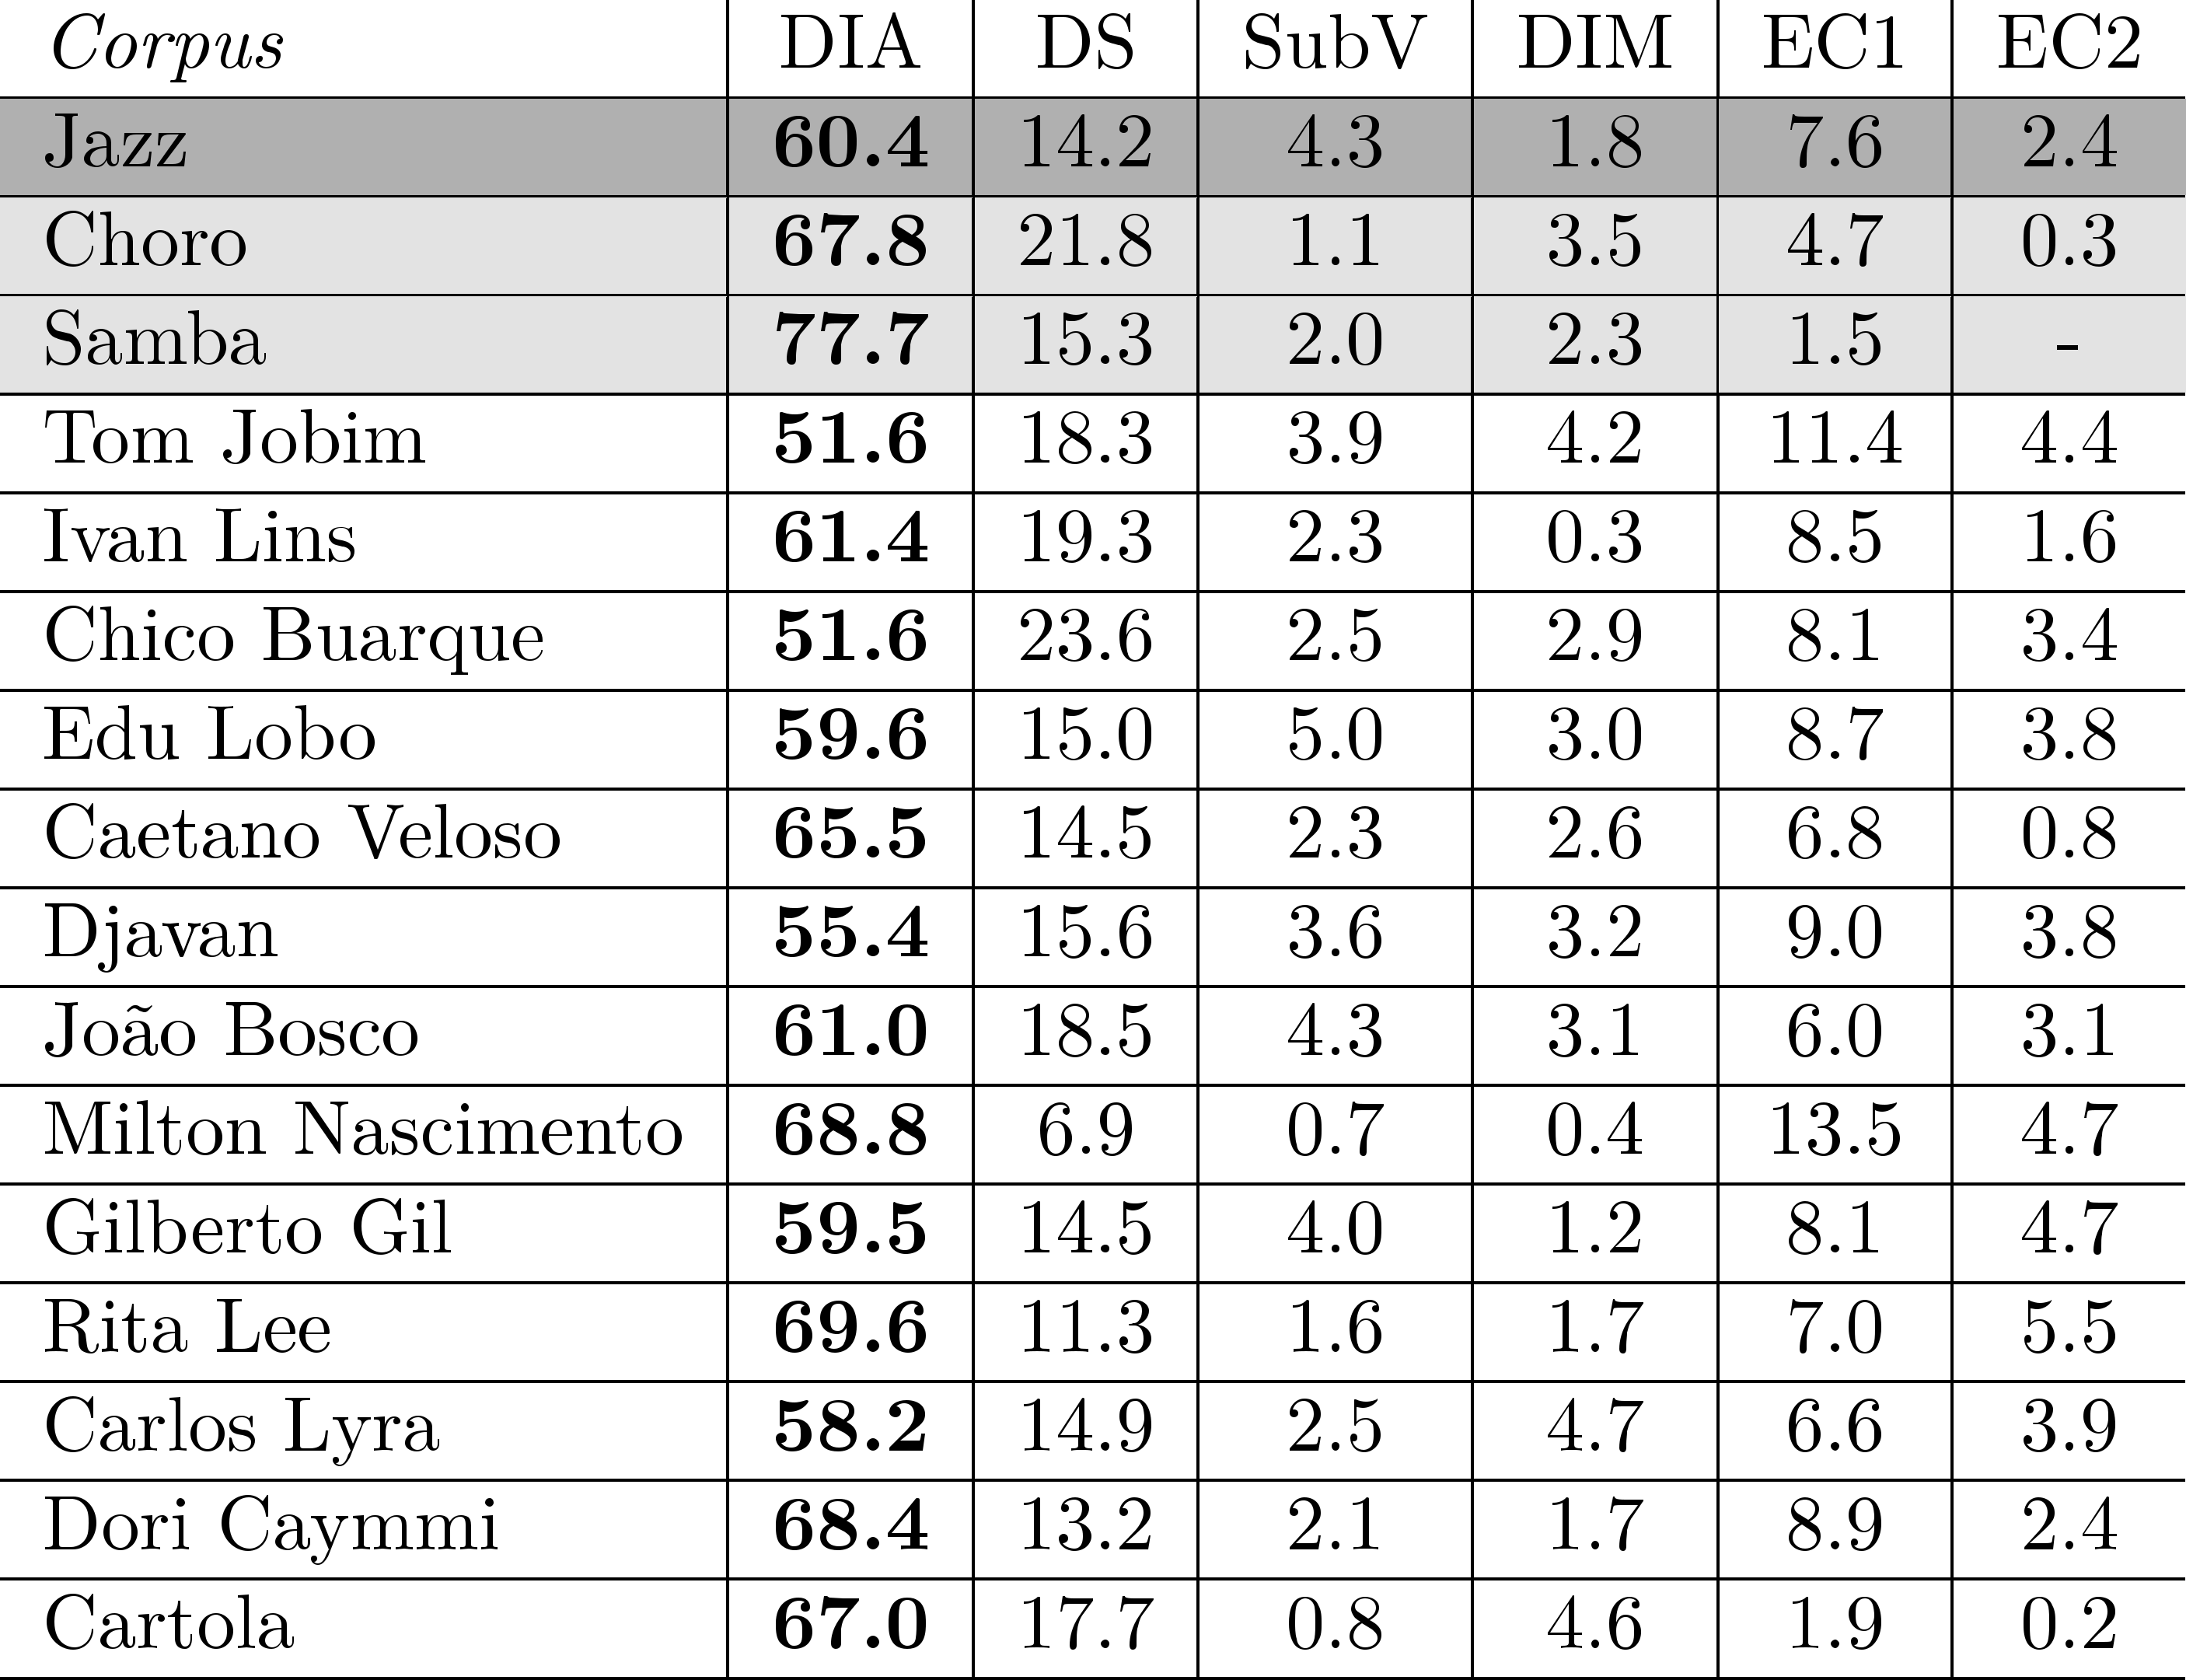 Corpus DIA DS SubV DIM EC1 EC2
Jazz 60.4 14.2 4.3 1.8 7.6 2.4
Choro 67.8 21.8 1.1 3.5 4.7 0.3
Samba 77.7 15.3 2.0 2.3 1.5 -
Tom Jobim 51.6 18.3 3.9 4.2 11.4 4.4
Ivan Lins 61.4 19.3 2.3 0.3 8.5 1.6
Chico Buarque 51.6 23.6 2.5 2.9 8.1 3.4
Edu Lobo 59.6 15.0 5.0 3.0 8.7 3.8
Caetano Veloso 65.5 14.5 2.3 2.6 6.8 0.8
Djavan 55.4 15.6 3.6 3.2 9.0 3.8
João Bosco 61.0 18.5 4.3 3.1 6.0 3.1
Milton Nascimento 68.8 6.9 0.7 0.4 13.5 4.7
Gilberto Gil 59.5 14.5 4.0 1.2 8.1 4.7
Rita Lee 69.6 11.3 1.6 1.7 7.0 5.5
Carlos Lyra 58.2 14.9 2.5 4.7 6.6 3.9
Dori Caymmi 68.4 13.2 2.1 1.7 8.9 2.4
Cartola 67.0 17.7 0.8 4.6 1.9 0.2